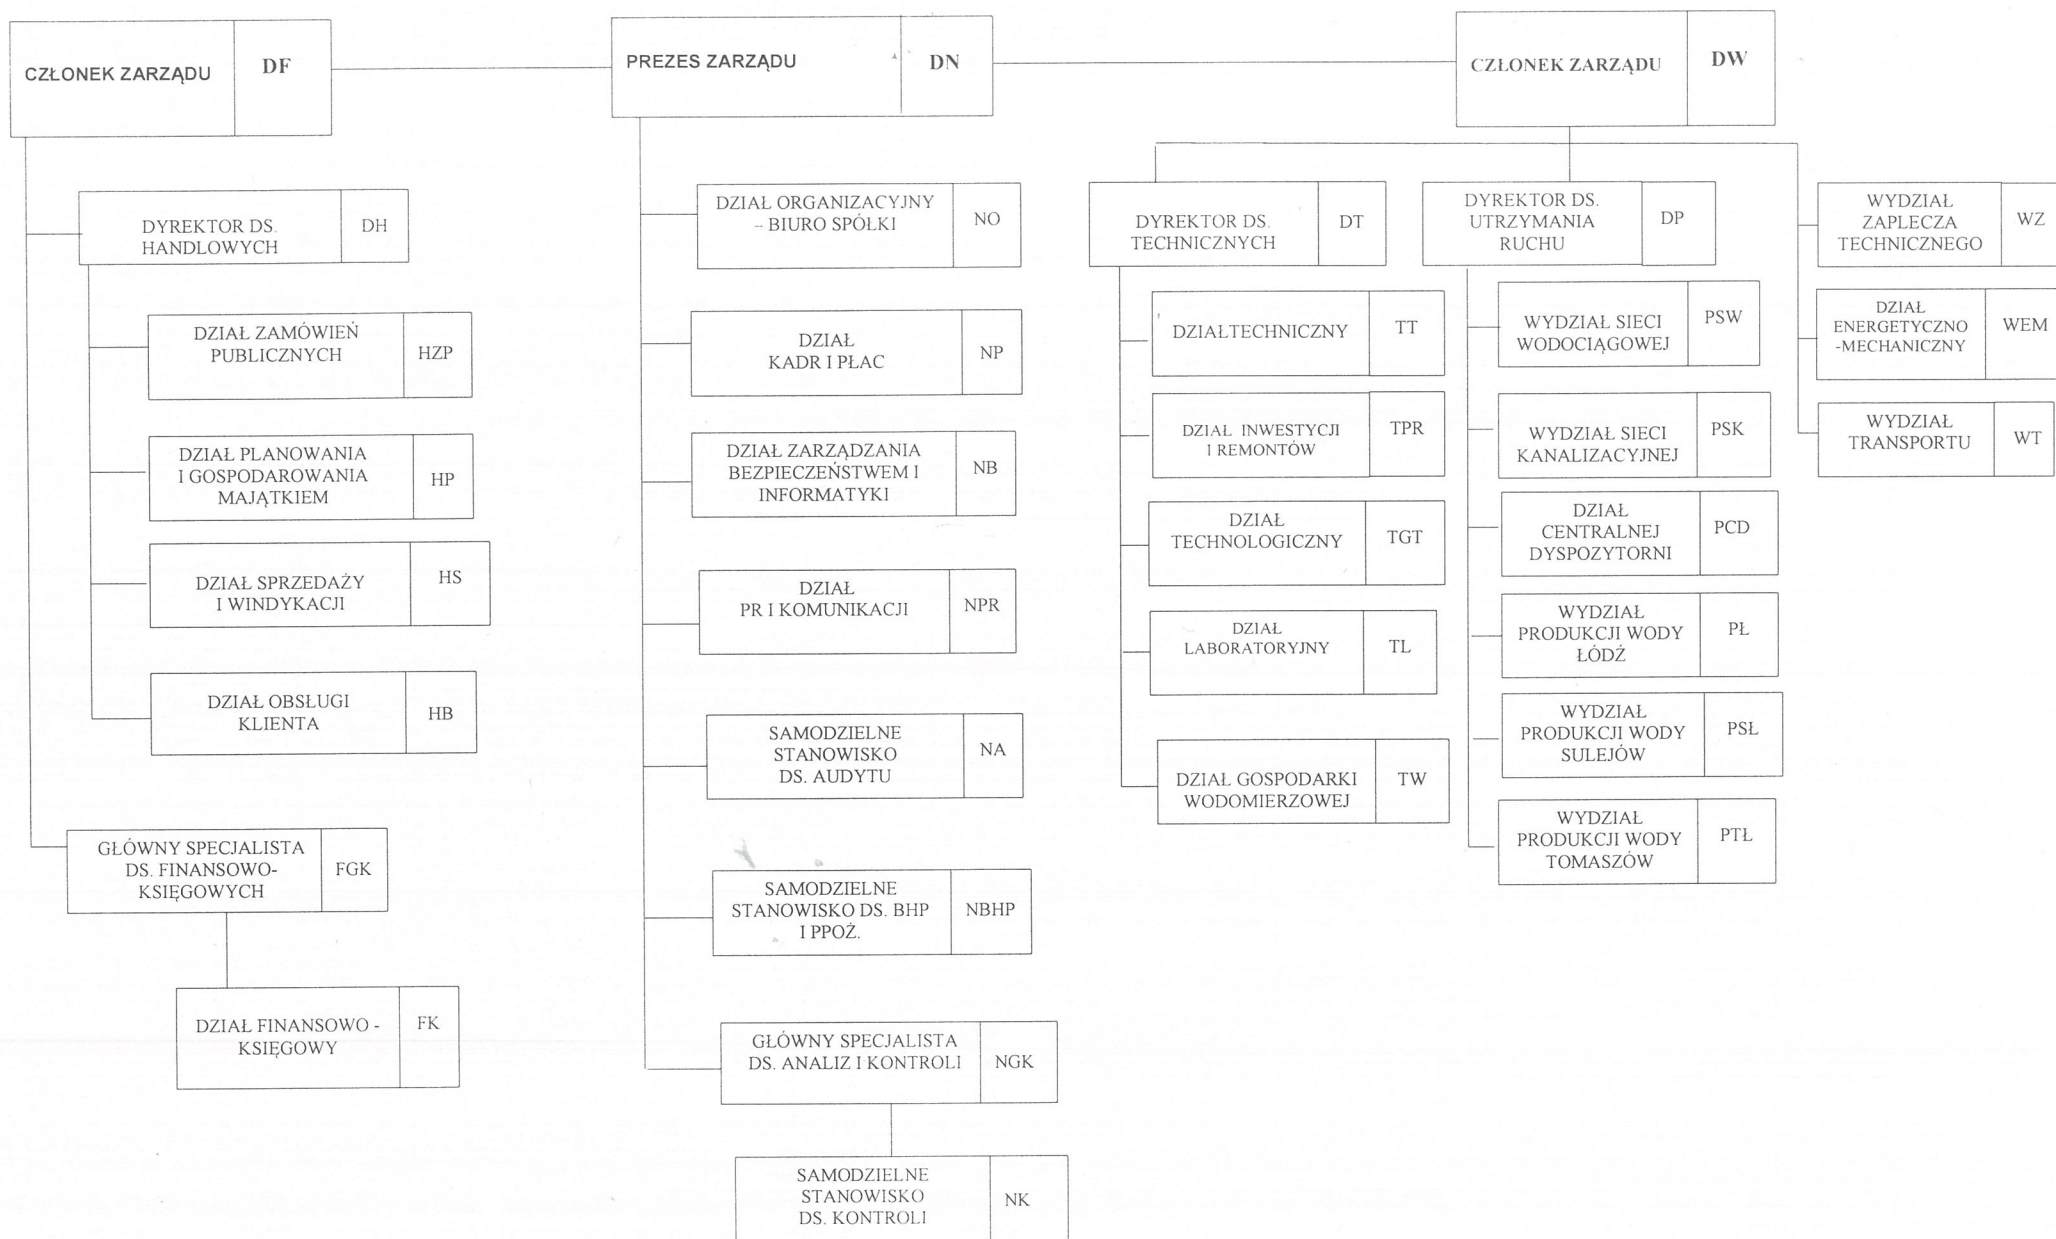 CZŁONEK ZARZĄDU
DF
PREZES ZARZĄDU
DN
CZŁONEK ZARZĄDU
DW
DYREKTOR DS.
HANDLOWYCH
DH
DZIAŁ ZAMÓWIEŃ
PUBLICZNYCH
HZP
DZIAŁ PLANOWANIA
I GOSPODAROWANIA
MAJĄTKIEM
HP
DZIAŁ SPRZEDAŻY
I WINDYKACJI
HS
DZIAŁ OBSŁUGI
KLIENTA
HB
GŁÓWNY SPECJALISTA
DS. FINANSOWO-
KSIĘGOWYCH
FGK
DZIAŁ FINANSOWO -
KSIĘGOWY
FK
DZIAŁ ORGANIZACYJNY
– BIURO SPÓŁKI
NO
DZIAŁ
KADR I PŁAC
NP
DZIAŁ ZARZĄDZANIA
BEZPIECZEŃSTWEM I
INFORMATYKI
NB
DZIAŁ
PR I KOMUNIKACJI
NPR
SAMODZIELNE
STANOWISKO
DS. AUDYTU
NA
SAMODZIELNE
STANOWISKO DS. BHP
I PPOŻ.
NBHP
GŁÓWNY SPECJALISTA
DS. ANALIZ I KONTROLI
NGK
SAMODZIELNE
STANOWISKO
DS. KONTROLI
NK
DYREKTOR DS.
TECHNICZNYCH
DT
DZIAŁTECHNICZNY
TT
DZIAŁ INWESTYCJI
I REMONTÓW
TPR
DZIAŁ
TECHNOLOGICZNY
TGT
DZIAŁ
LABORATORYJNY
TL
DZIAŁ GOSPODARKI
WODOMIERZOWEJ
TW
DYREKTOR DS.
UTRZYMANIA
RUCHU
DP
WYDZIAŁ SIECI
WODOCIĄGOWEJ
PSW
WYDZIAŁ SIECI
KANALIZACYJNEJ
PSK
DZIAŁ
CENTRALNEJ
DYSPOZYTORNI
PCD
WYDZIAŁ
PRODUKCJI WODY
ŁÓDŹ
PŁ
WYDZIAŁ
PRODUKCJI WODY
SULEJÓW
PSŁ
WYDZIAŁ
PRODUKCJI WODY
TOMASZÓW
PTŁ
WYDZIAŁ
ZAPLECZA
TECHNICZNEGO
WZ
DZIAŁ
ENERGETYCZNO
-MECHANICZNY
WEM
WYDZIAŁ
TRANSPORTU
WT